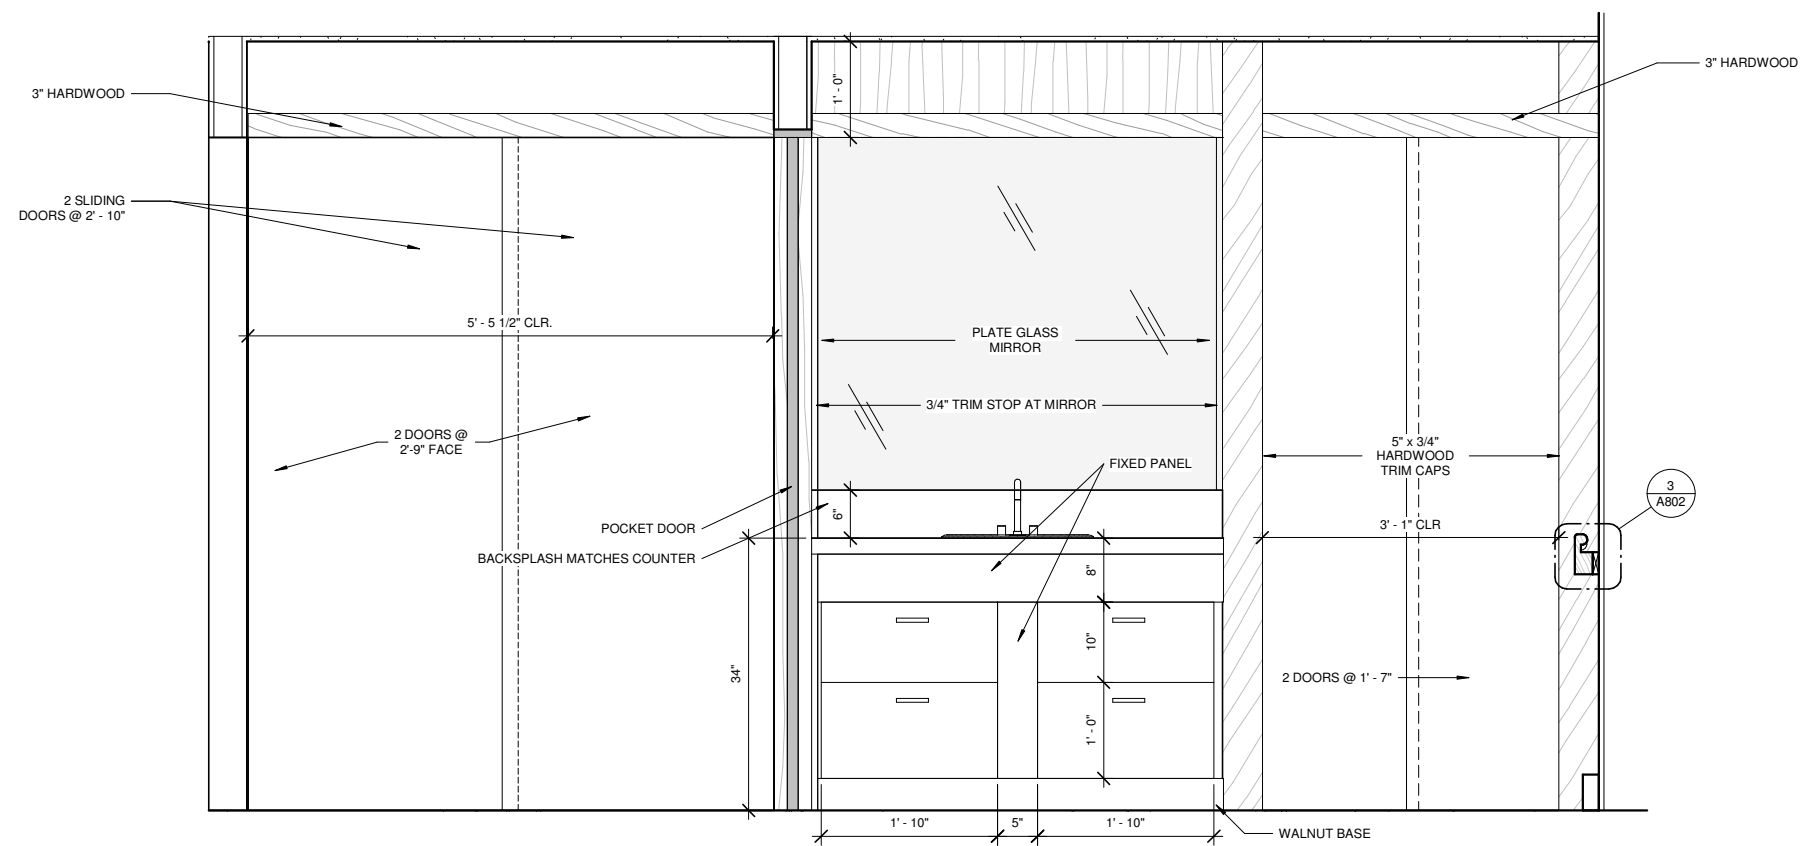 3" HARDWOOD
3" HARDWOOD
1' - 0"
2 SLIDING
DOORS @ 2' - 10"
5' - 5 1/2" CLR.
PLATE GLASS
MIRROR
3/4" TRIM STOP AT MIRROR
2 DOORS @
2'-9" FACE
5" x 3/4"
HARDWOOD
TRIM CAPS
FIXED PANEL
3
A802
6"
POCKET DOOR
3' - 1" CLR
BACKSPLASH MATCHES COUNTER
8"
10"
34"
2 DOORS @ 1' - 7"
1' - 0"
1' - 10"
5"
1' - 10"
WALNUT BASE